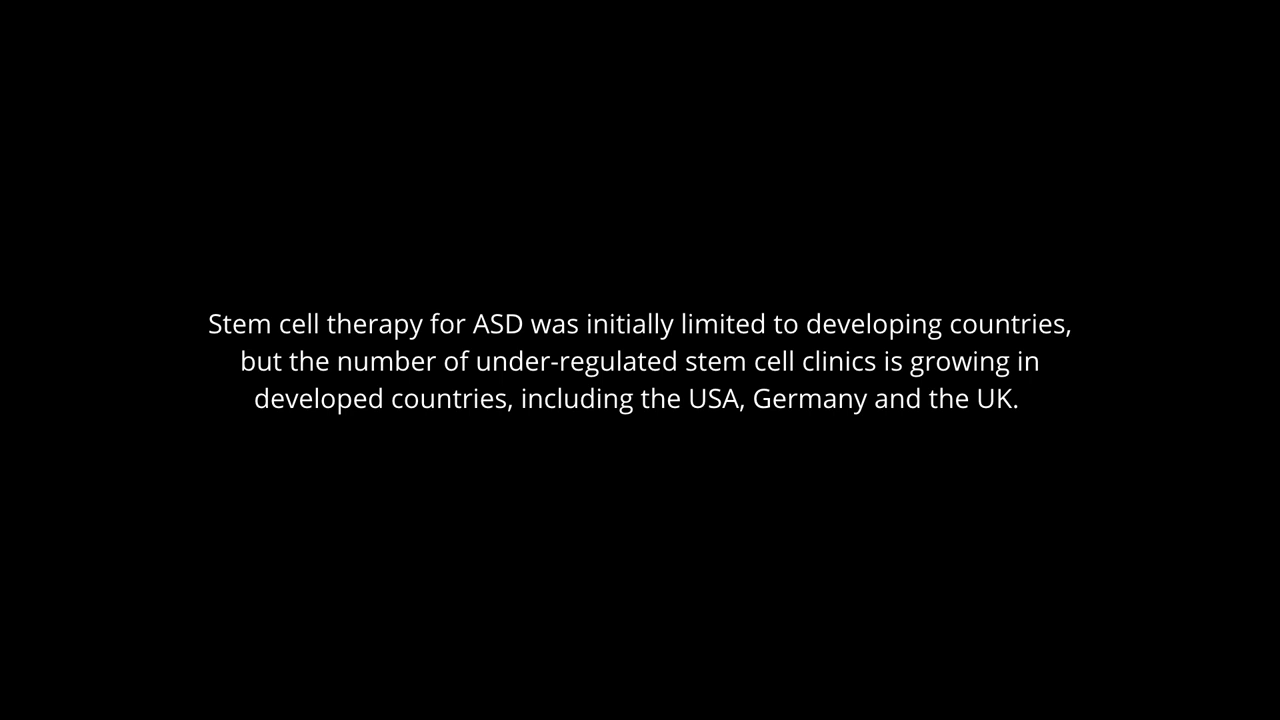 Stem cell therapy for ASD was initially limited to developing countries,
but the number of under-regulated stem cell clinics is growing in
developed countries, including the USA, Germany and the UK.